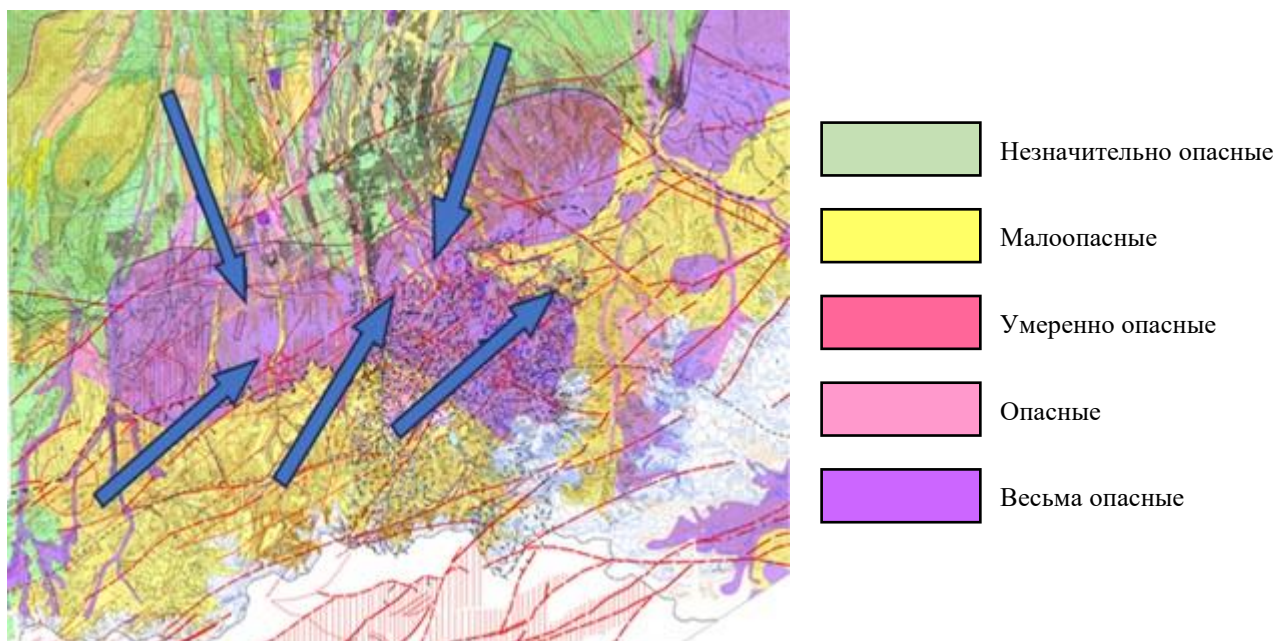 Незначительно опасные
Малоопасные
Умеренно опасные
Опасные
Весьма опасные